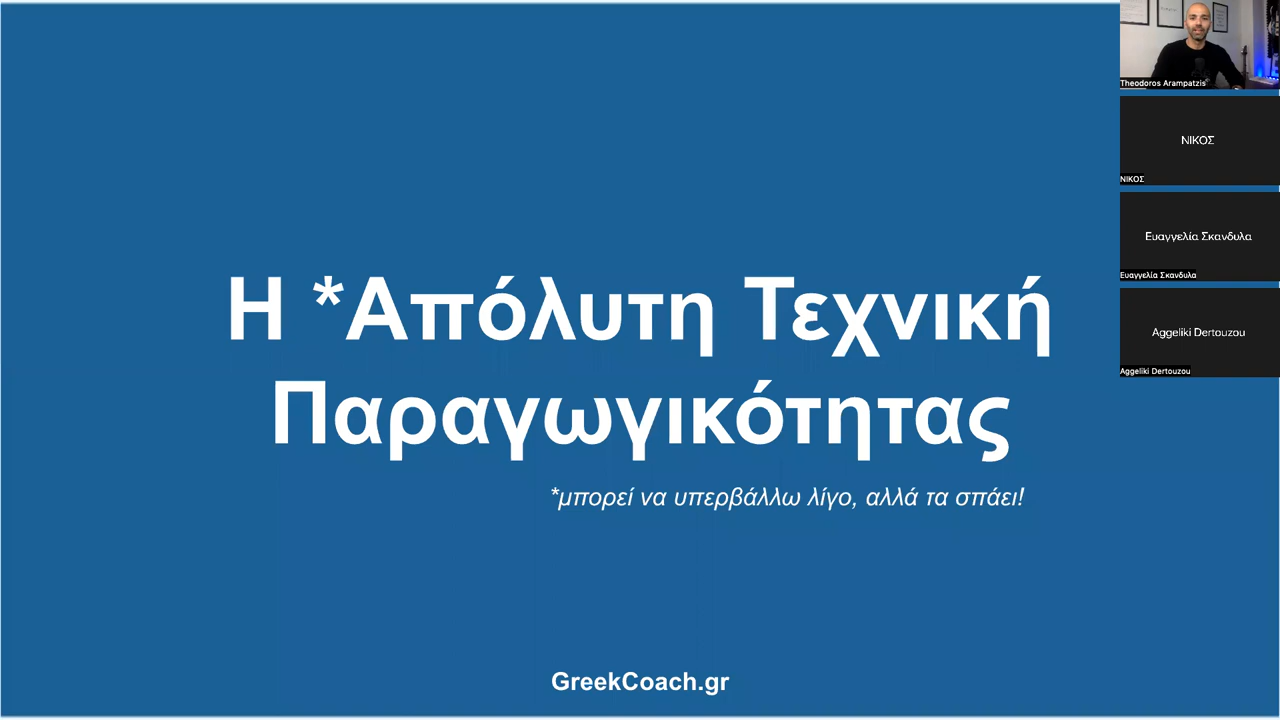 Η *Απόλυτη Τεχνική
Παραγωγικότητας
*μπορεί να υπερβάλλω λίγο, αλλά τα σπάει!
GreekCoach.gr
Theodoros Arampatzis
ΝΙΚΟΣ
ΝΙΚΟΣ
Ευαγγελία Σκανδυλα
Ευαγγελία Σκανδυλα
Aggeliki Dertouzou
Aggeliki Dertouzou